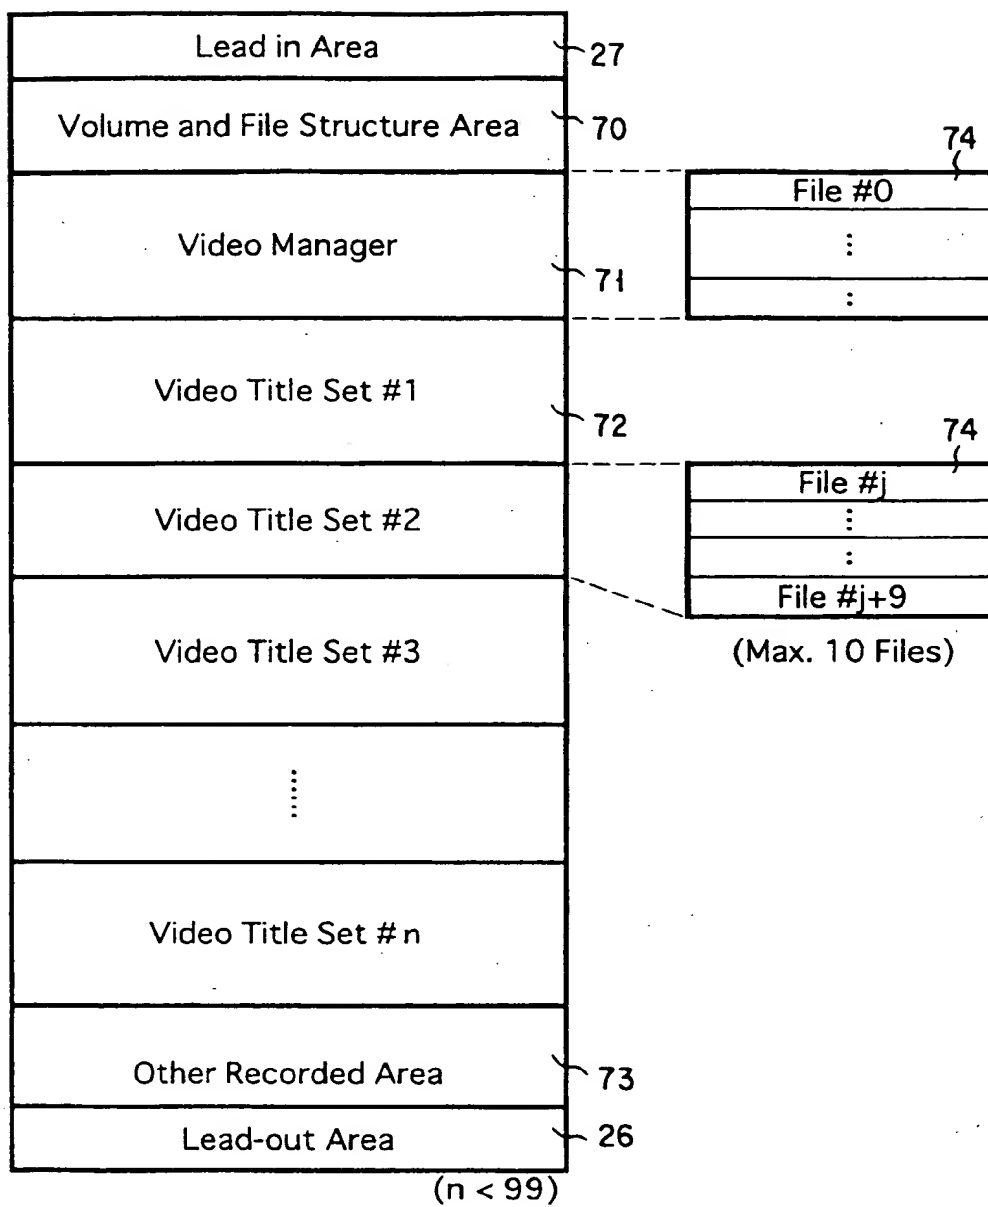 Lead in Area
27
Volume and File Structure Area
70
Video Manager
71
74
File #0
⋮
:
Video Title Set #1
72
Video Title Set #2
74
File #j
⋮
:
File #j+9
(Max. 10 Files)
Video Title Set #3
⋮
Video Title Set #n
Other Recorded Area
73
Lead-out Area
26
(n < 99)